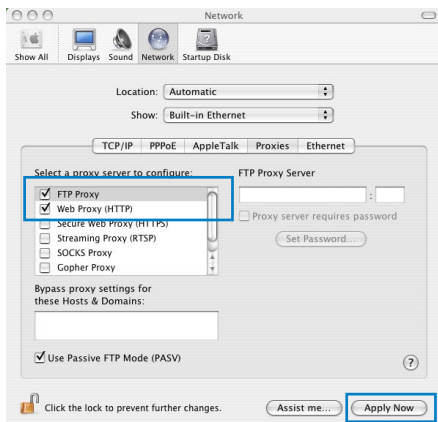 Network
Show All Displays Sound Network Startup Disk
Location: Automatic
Show: Built-in Ethernet
TCP/IP PPPoE AppleTalk Proxies Ethernet
Select a proxy server to configure: FTP Proxy Server
FTP Proxy :
Web Proxy (HTTP)
Proxy server requires password
Secure Web Proxy (HTTPS)
Streaming Proxy (RTSP) Set Password...
SOCKS Proxy
Gopher Proxy
Bypass proxy settings for
these Hosts & Domains:
Use Passive FTP Mode (PASV) ?
Click the lock to prevent further changes. Assist me... Apply Now